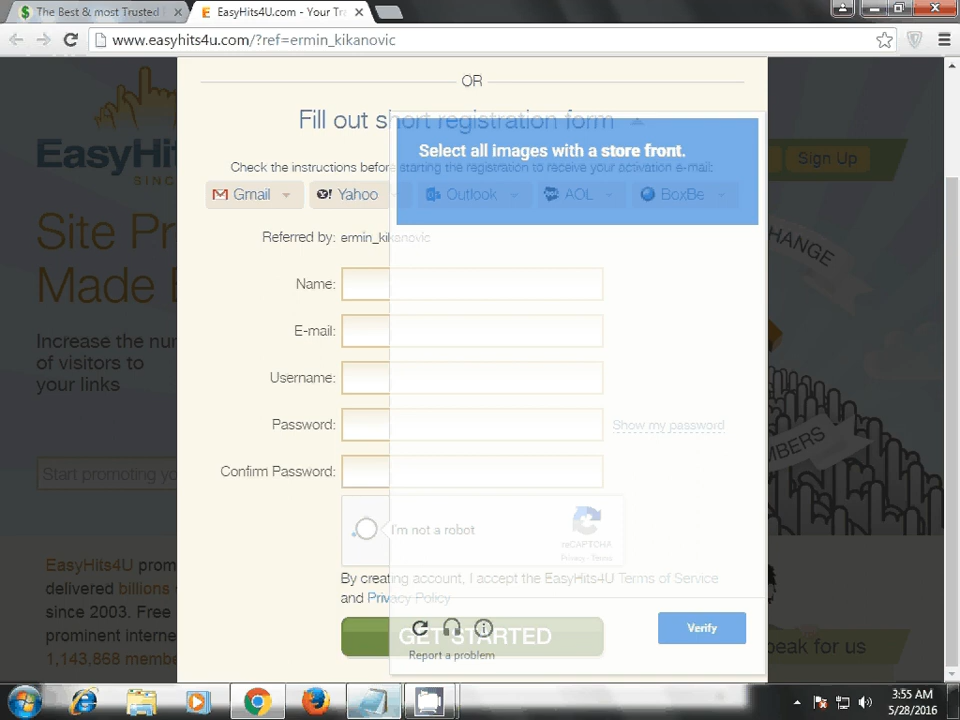 The Best & most Trusted
EasyHits4U.com - Your Tra
www.easyhits4u.com/?ref=ermin_kikanovic
OR
Fill out short registration form
Select all images with a store front.
Check the instructions before starting the registration to receive your activation e-mail:
Gmail Yahoo Outlook AOL BoxBe
Referred by: ermin_kikanovic
Name:
E-mail:
Username:
Password: Show my password
Confirm Password:
I'm not a robot
reCAPTCHA
Privacy - Terms
By creating account, I accept the EasyHits4U Terms of Service
and Privacy Policy
GET STARTED
Verify
Report a problem
EasyHit
SINC
Sign Up
Site Pr
Made E
Increase the nur
of visitors to
your links
Start promoting yo
EasyHits4U prom
delivered billions
since 2003. Free
prominent interne
1,143,868 membe
HANGE
MBERS
peak for us
3:55 AM
5/28/2016